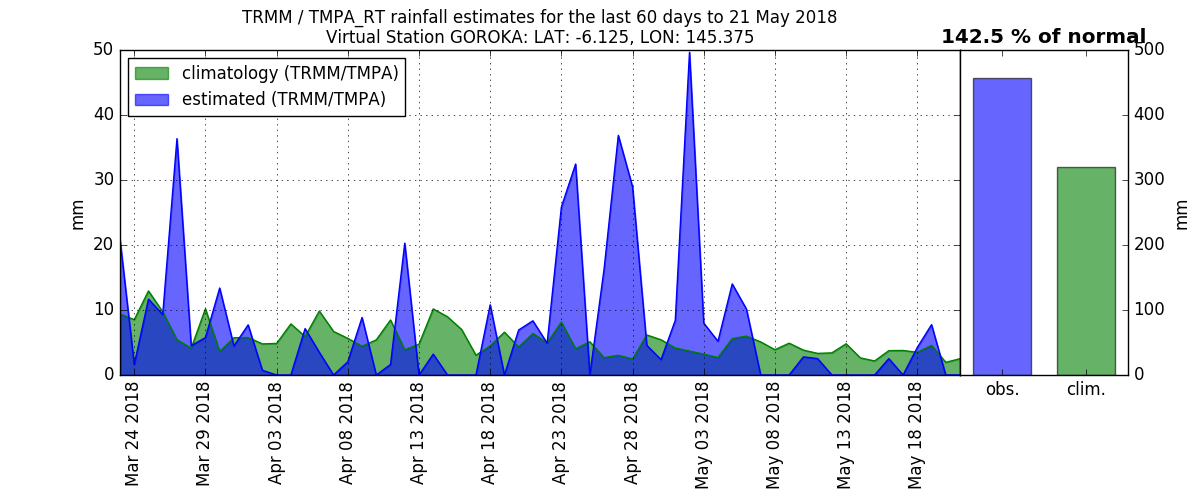 TRMM / TMPA_RT rainfall estimates for the last 60 days to 21 May 2018
Virtual Station GOROKA: LAT: -6.125, LON: 145.375
142.5 % of normal
climatology (TRMM/TMPA)
estimated (TRMM/TMPA)
50
40
30
20
10
0
mm
500
400
300
200
100
0
mm
obs.
clim.
Mar 24 2018
Mar 29 2018
Apr 03 2018
Apr 08 2018
Apr 13 2018
Apr 18 2018
Apr 23 2018
Apr 28 2018
May 03 2018
May 08 2018
May 13 2018
May 18 2018